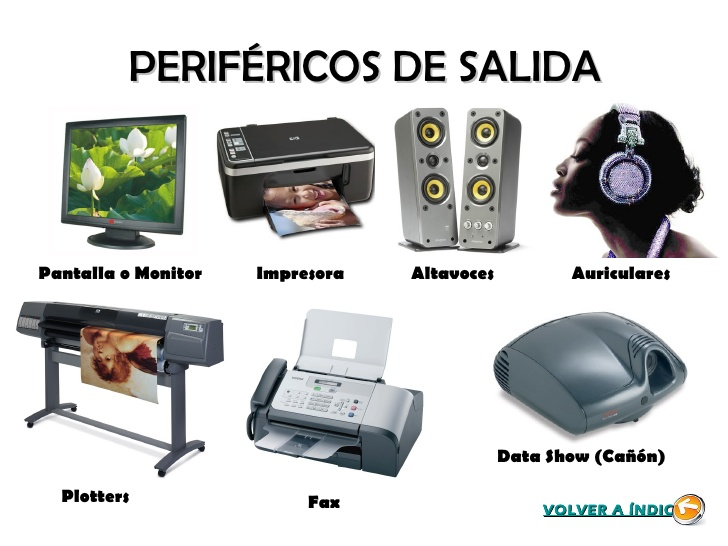 PERIFÉRICOS DE SALIDA
Pantalla o Monitor
Impresora
Altavoces
Auriculares
Data Show (Cañón)
Plotters
Fax
VOLVER A ÍNDIC